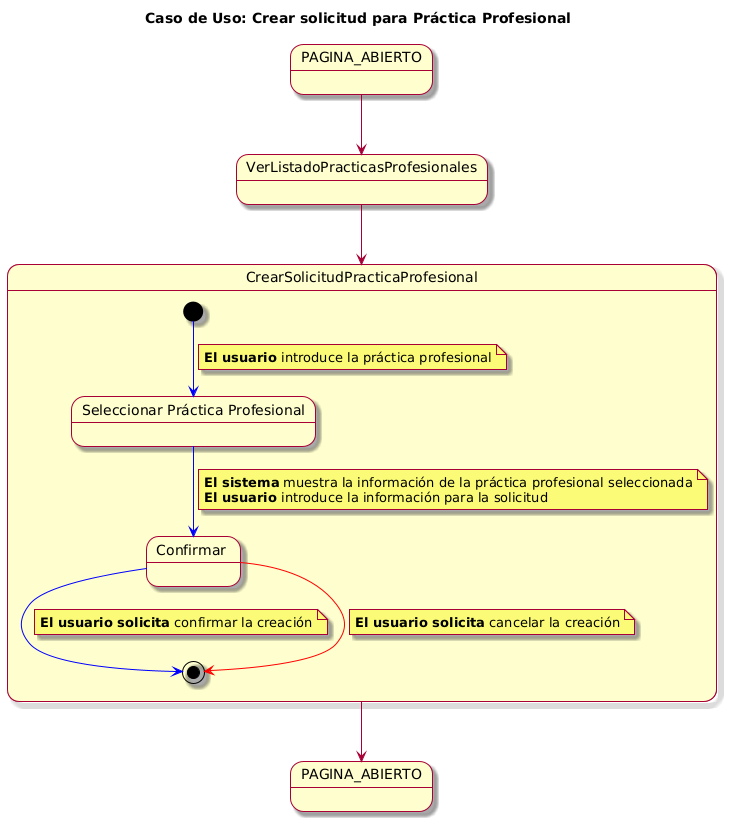 Caso de Uso: Crear solicitud para Práctica Profesional
PAGINA_ABIERTO
VerListadoPracticasProfesionales
CrearSolicitudPracticaProfesional
El usuario introduce la práctica profesional
Seleccionar Práctica Profesional
El sistema muestra la información de la práctica profesional seleccionada
El usuario introduce la información para la solicitud
Confirmar
El usuario solicita confirmar la creación
El usuario solicita cancelar la creación
PAGINA_ABIERTO